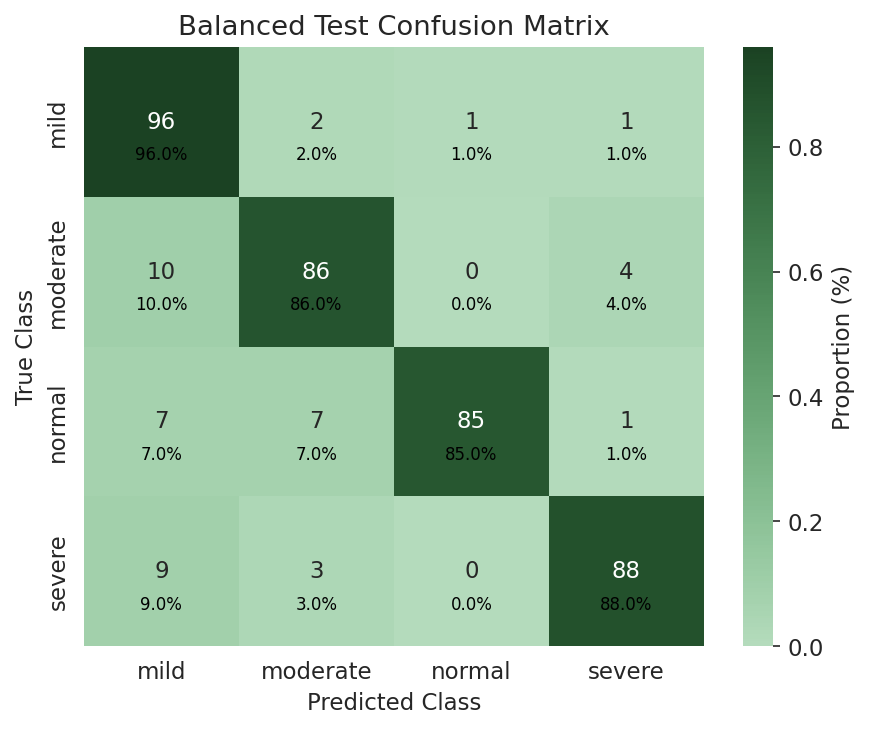 Balanced Test Confusion Matrix
True Class
mild
96 2 1 1
96.0% 2.0% 1.0% 1.0%
moderate
10 86 0 4
10.0% 86.0% 0.0% 4.0%
normal
7 7 85 1
7.0% 7.0% 85.0% 1.0%
severe
9 3 0 88
9.0% 3.0% 0.0% 88.0%
mild moderate normal severe
Predicted Class
0.8
0.6
0.4
0.2
0.0
Proportion (%)